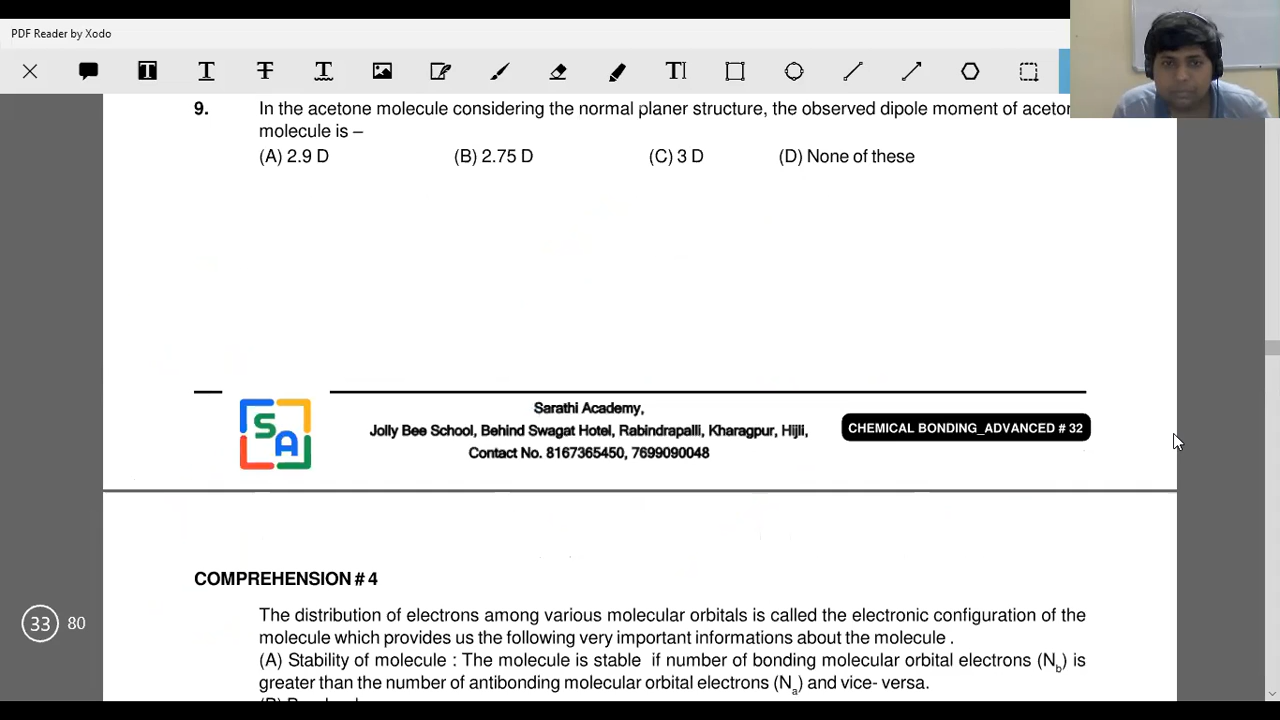 PDF Reader by Xodo
9. In the acetone molecule considering the normal planer structure, the observed dipole moment of
molecule is –
(A) 2.9 D (B) 2.75 D (C) 3 D (D) None of these
SA
Sarathi Academy,
Jolly Bee School, Behind Swagat Hotel, Rabindrapalli, Kharagpur, Hijli,
Contact No. 8167365450, 7699090048
CHEMICAL BONDING_ADVANCED # 32
COMPREHENSION # 4
The distribution of electrons among various molecular orbitals is called the electronic configuration of the
molecule which provides us the following very important informations about the molecule .
(A) Stability of molecule : The molecule is stable if number of bonding molecular orbital electrons (Nb) is
greater than the number of antibonding molecular orbital electrons (Na) and vice- versa.
33 80